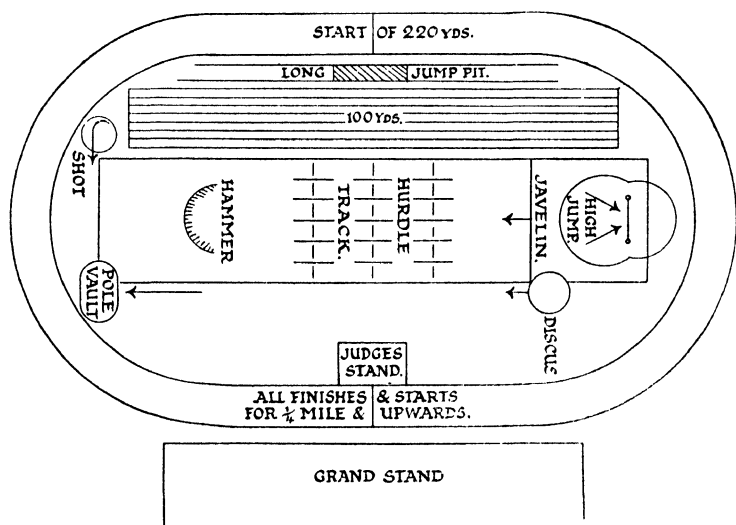 START OF 220 YDS.
LONG JUMP PIT.
100 YDS.
SHOT
HAMMER
TRACK.
HURDLE
JAVELIN.
HIGH
JUMP.
POLE
VAULT
DISCUS
JUDGES
STAND.
ALL FINISHES & STARTS
FOR ¼ MILE & UPWARDS.
GRAND STAND